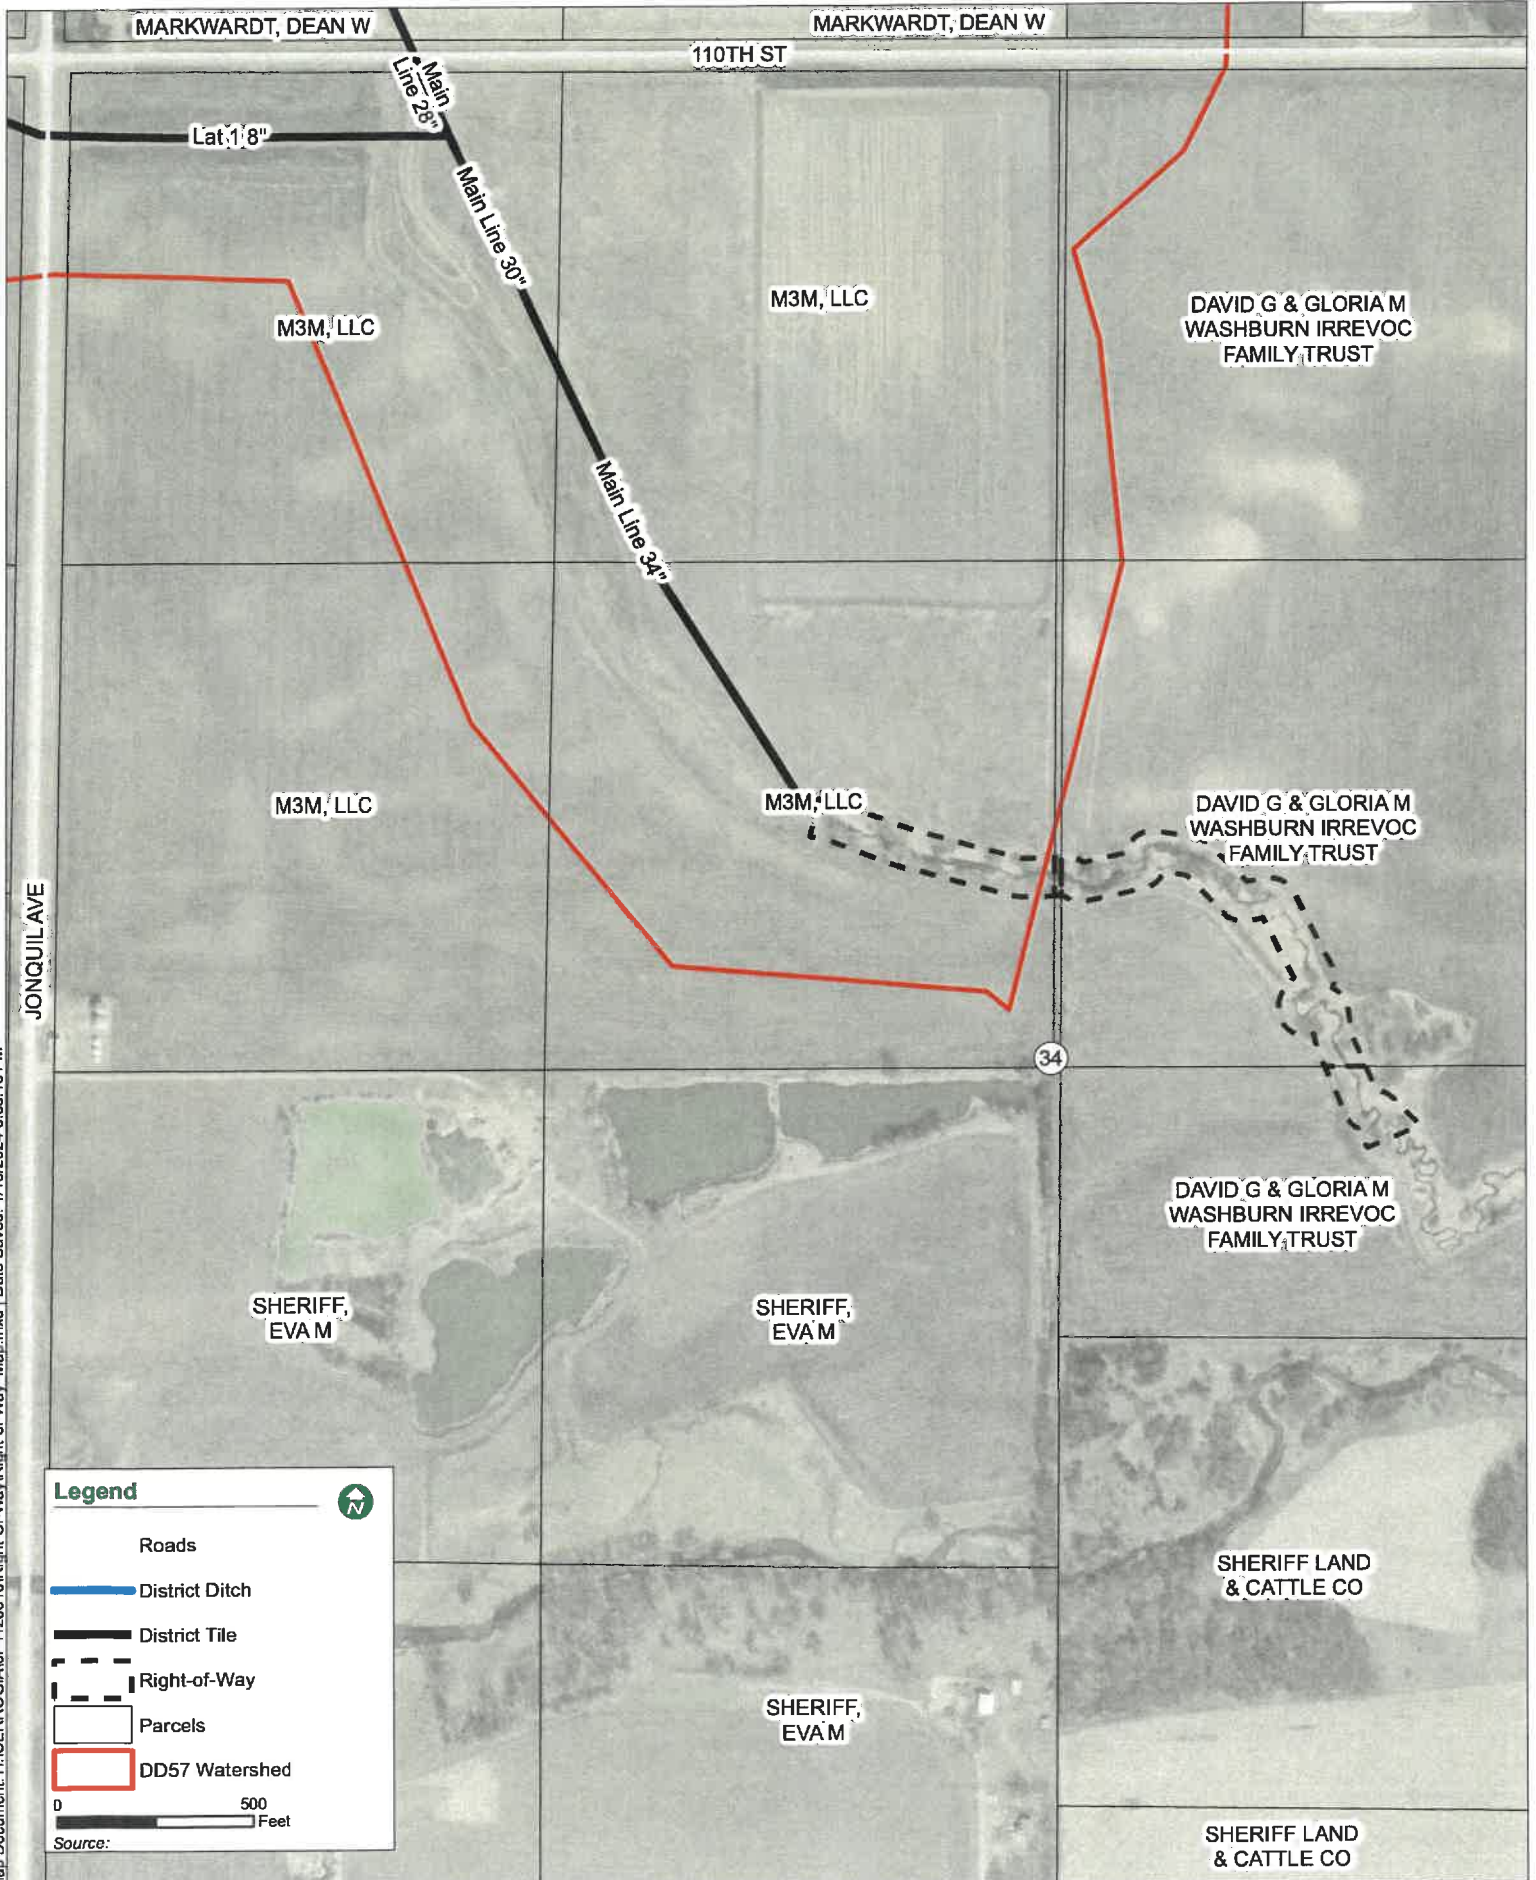 MARKWARDT, DEAN W
MARKWARDT, DEAN W
110TH ST
Main
Line 28"
Lat 1 8"
Main Line 30"
M3M, LLC
M3M, LLC
DAVID G & GLORIA M
WASHBURN IRREVOC
FAMILY TRUST
Main Line 34"
M3M, LLC
M3M, LLC
DAVID G & GLORIA M
WASHBURN IRREVOC
FAMILY TRUST
JONQUIL AVE
34
DAVID G & GLORIA M
WASHBURN IRREVOC
FAMILY TRUST
SHERIFF,
EVA M
SHERIFF,
EVA M
Legend
N
Roads
District Ditch
District Tile
Right-of-Way
Parcels
DD57 Watershed
0 500
Feet
Source:
SHERIFF LAND
& CATTLE CO
SHERIFF,
EVA M
SHERIFF LAND
& CATTLE CO